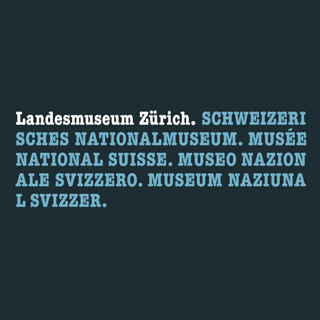 Landesmuseum Zürich. SCHWEIZERI
SCHES NATIONALMUSEUM. MUSÉE
NATIONAL SUISSE. MUSEO NAZION
ALE SVIZZERO. MUSEUM NAZIUNA
L SVIZZER.